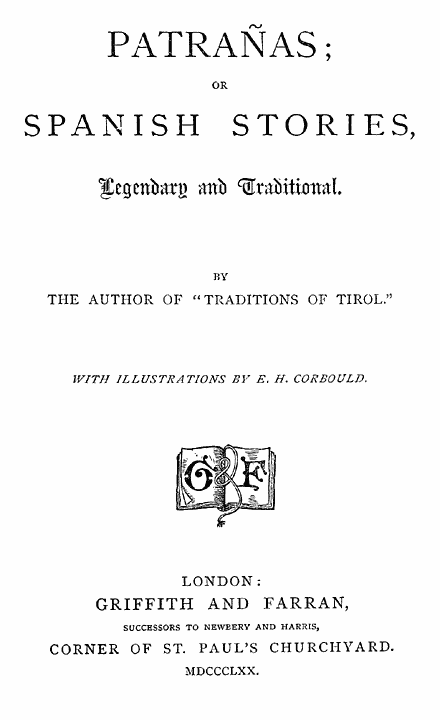 PATRAÑAS;
OR
SPANISH STORIES,
Legendary and Traditional.
BY
THE AUTHOR OF “TRADITIONS OF TIROL.”
WITH ILLUSTRATIONS BY E. H. CORBOULD.
G & F
LONDON:
GRIFFITH AND FARRAN,
SUCCESSORS TO NEWBERY AND HARRIS,
CORNER OF ST. PAUL'S CHURCHYARD.
MDCCCLXX.